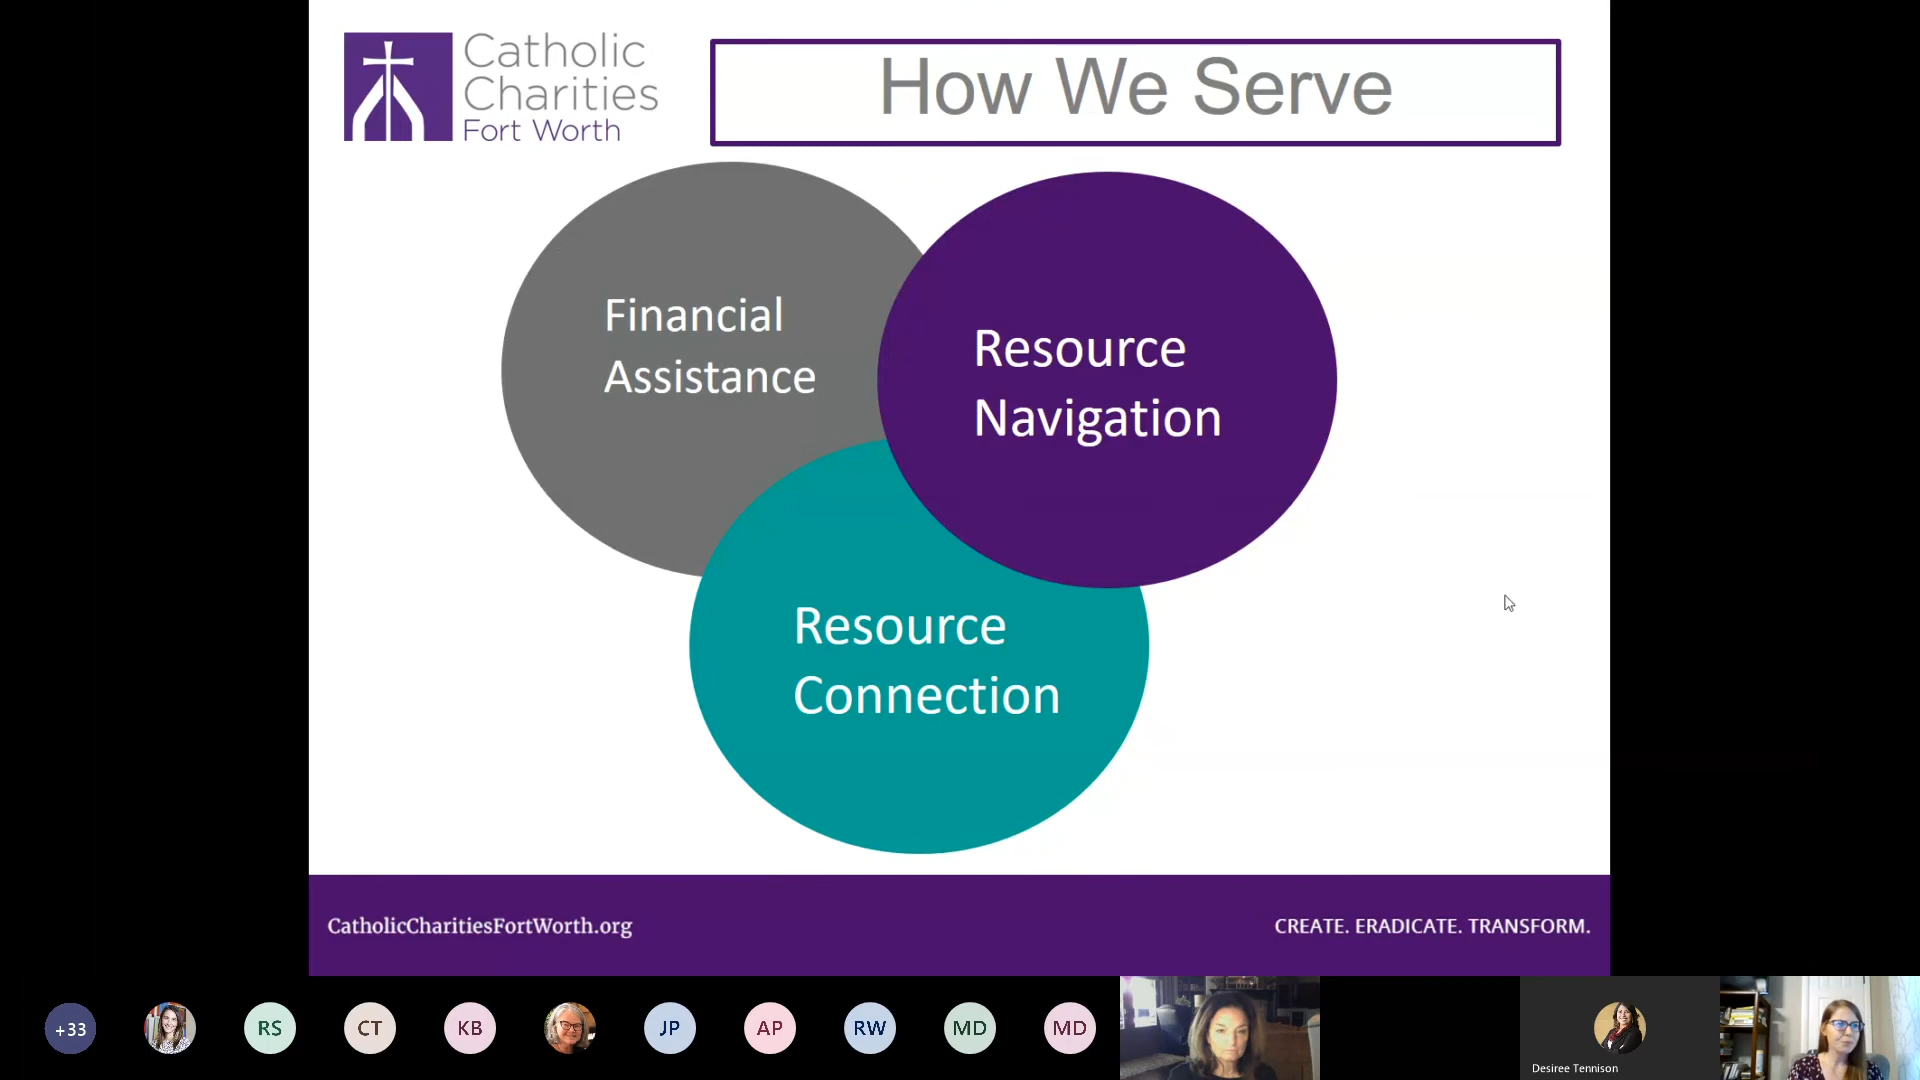 Catholic
Charities
Fort Worth
How We Serve
Financial
Assistance
Resource
Navigation
Resource
Connection
CatholicCharitiesFortWorth.org
CREATE. ERADICATE. TRANSFORM.
+33
RS
CT
KB
JP
AP
RW
MD
MD
Desiree Tennison